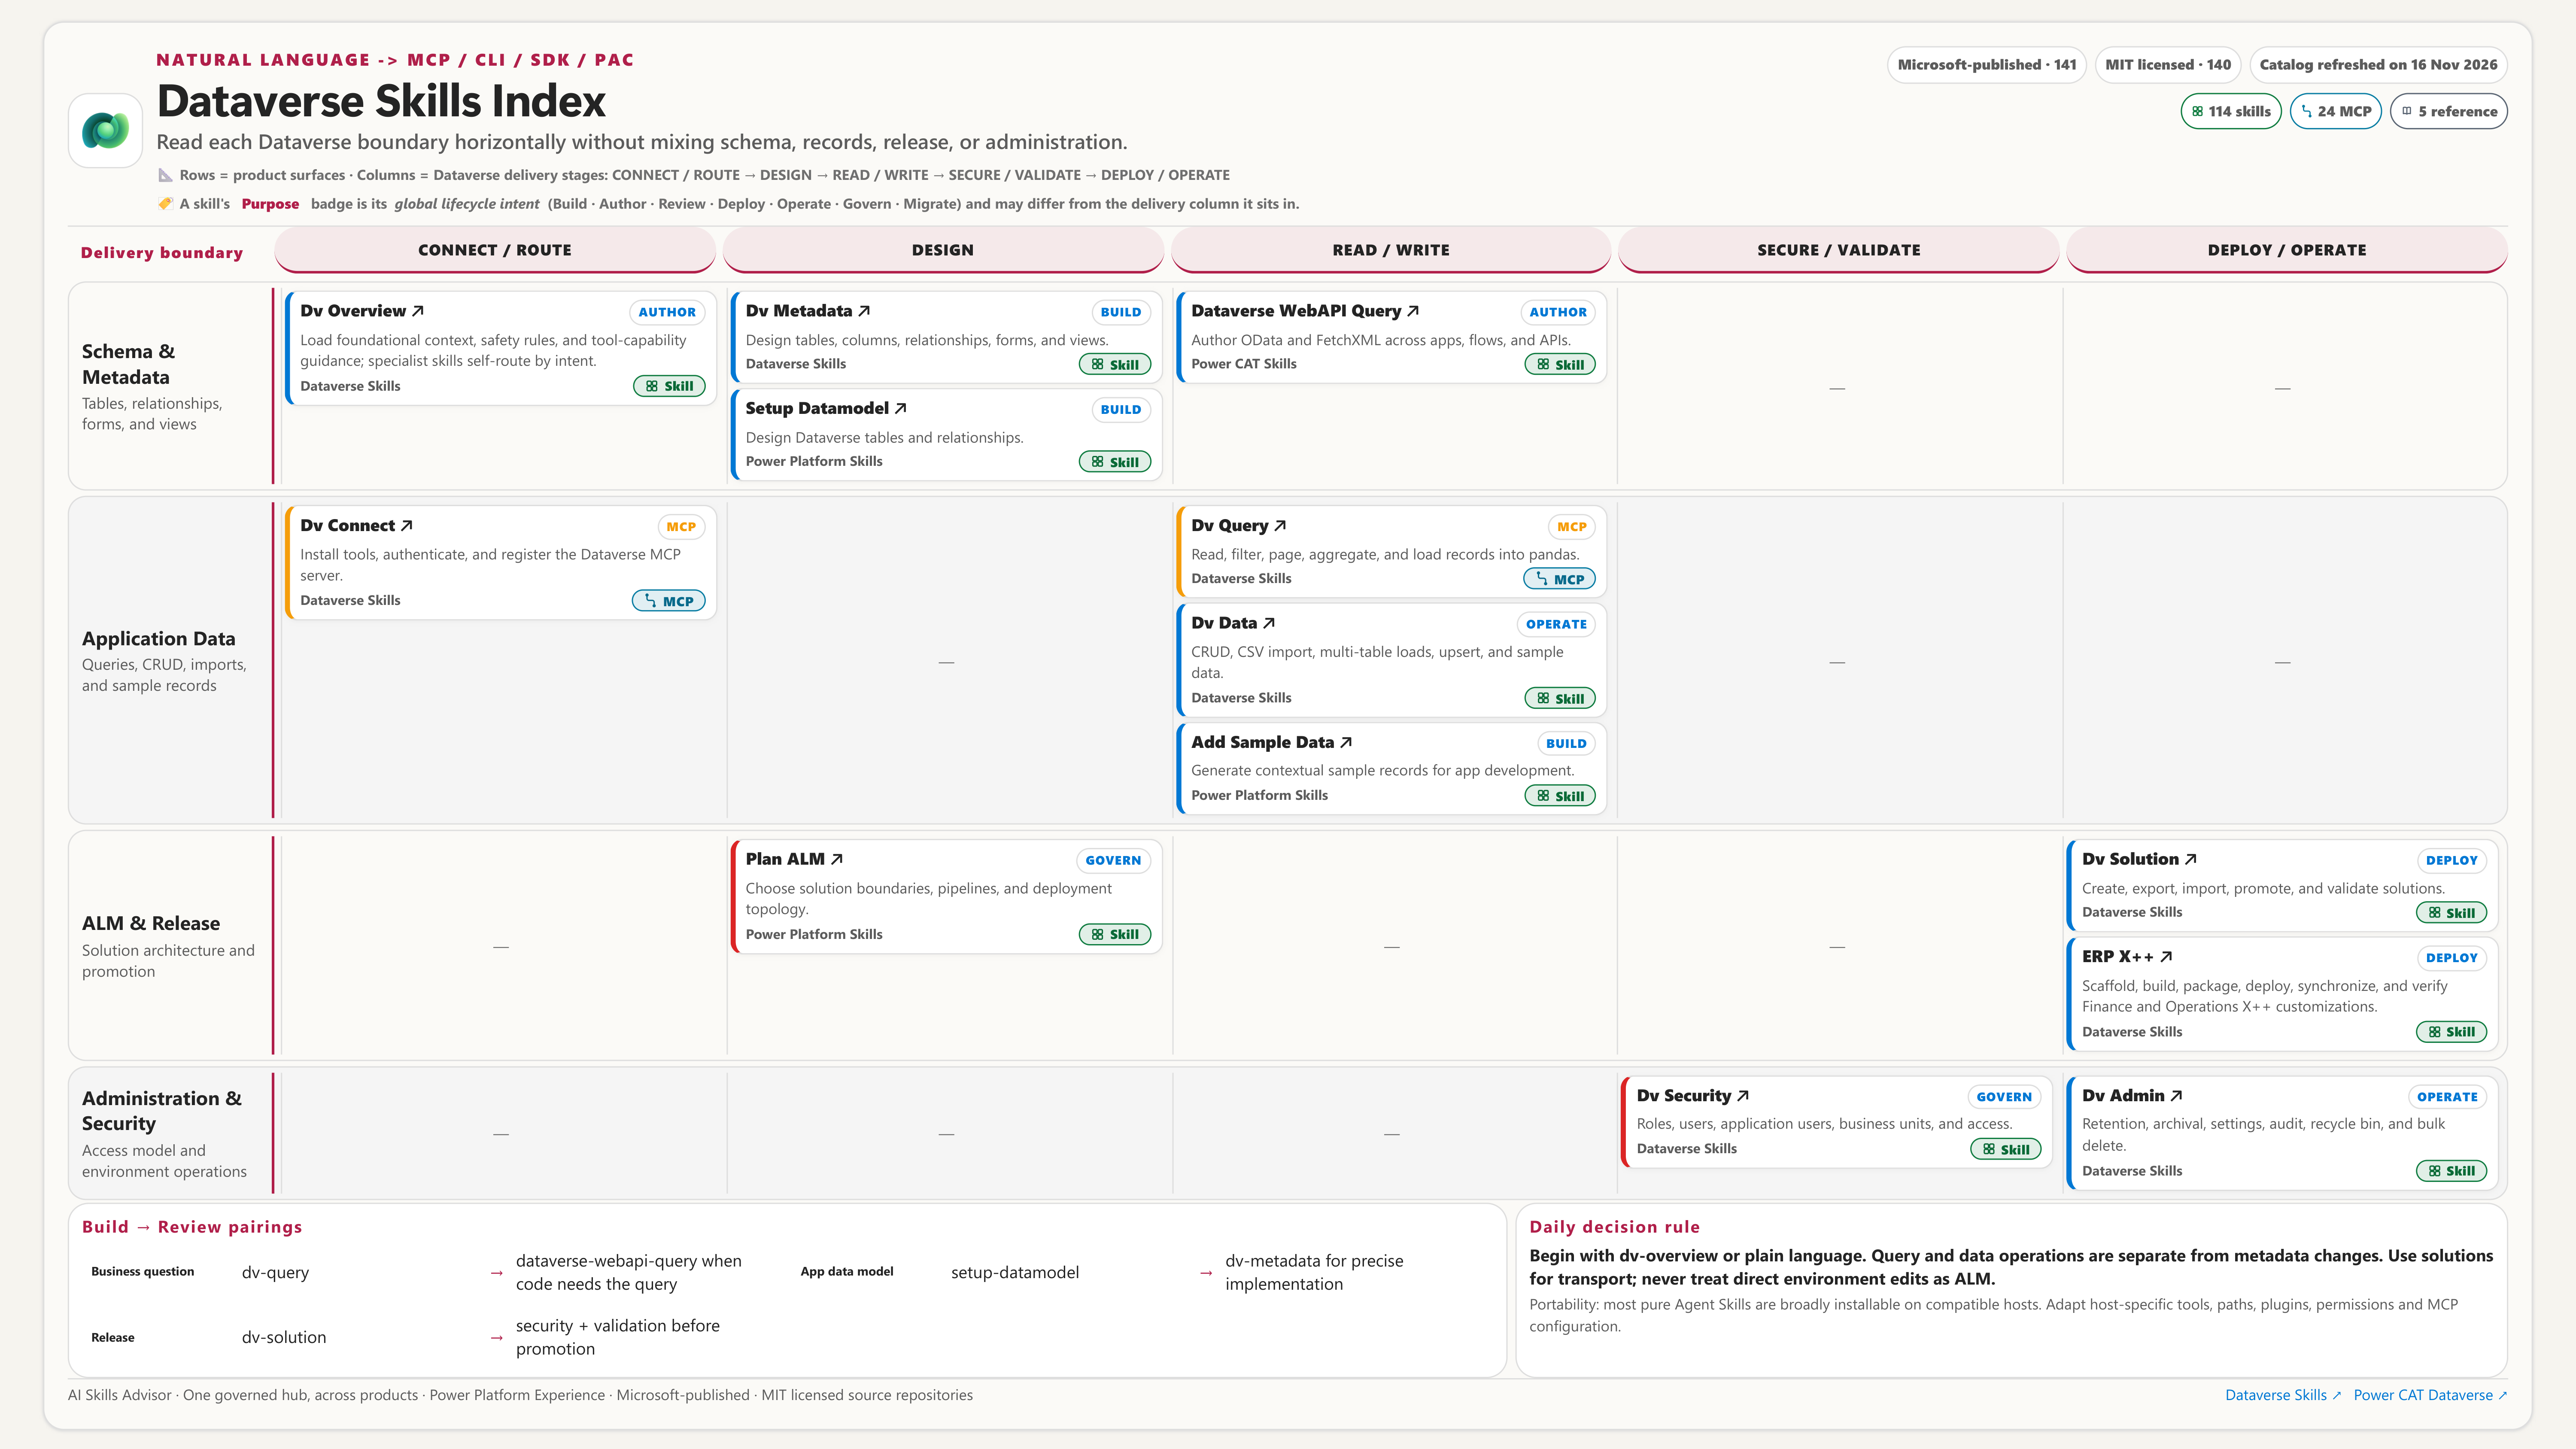 NATURAL LANGUAGE -> MCP / CLI / SDK / PAC
Dataverse Skills Index
Read each Dataverse boundary horizontally without mixing schema, records, release, or administration.
Rows = product surfaces · Columns = Dataverse delivery stages: CONNECT / ROUTE → DESIGN → READ / WRITE → SECURE / VALIDATE → DEPLOY / OPERATE
A skill's Purpose badge is its global lifecycle intent (Build · Author · Review · Deploy · Operate · Govern · Migrate) and may differ from the delivery column it sits in.
Microsoft-published · 141
MIT licensed · 140
Catalog refreshed on 16 Nov 2026
114 skills
24 MCP
5 reference
Delivery boundary
CONNECT / ROUTE
DESIGN
READ / WRITE
SECURE / VALIDATE
DEPLOY / OPERATE
Schema &
Metadata
Tables, relationships,
forms, and views
Dv Overview ↗
AUTHOR
Load foundational context, safety rules, and tool-capability
guidance; specialist skills self-route by intent.
Dataverse Skills
Skill
Dv Metadata ↗
BUILD
Design tables, columns, relationships, forms, and views.
Dataverse Skills
Skill
Setup Datamodel ↗
BUILD
Design Dataverse tables and relationships.
Power Platform Skills
Skill
Dataverse WebAPI Query ↗
AUTHOR
Author OData and FetchXML across apps, flows, and APIs.
Power CAT Skills
Skill
—
—
Application Data
Queries, CRUD, imports,
and sample records
Dv Connect ↗
MCP
Install tools, authenticate, and register the Dataverse MCP
server.
Dataverse Skills
MCP
—
Dv Query ↗
MCP
Read, filter, page, aggregate, and load records into pandas.
Dataverse Skills
MCP
Dv Data ↗
OPERATE
CRUD, CSV import, multi-table loads, upsert, and sample
data.
Dataverse Skills
Skill
Add Sample Data ↗
BUILD
Generate contextual sample records for app development.
Power Platform Skills
Skill
—
—
ALM & Release
Solution architecture and
promotion
—
Plan ALM ↗
GOVERN
Choose solution boundaries, pipelines, and deployment
topology.
Power Platform Skills
Skill
—
—
Dv Solution ↗
DEPLOY
Create, export, import, promote, and validate solutions.
Dataverse Skills
Skill
ERP X++ ↗
DEPLOY
Scaffold, build, package, deploy, synchronize, and verify
Finance and Operations X++ customizations.
Dataverse Skills
Skill
Administration &
Security
Access model and
environment operations
—
—
—
Dv Security ↗
GOVERN
Roles, users, application users, business units, and access.
Dataverse Skills
Skill
Dv Admin ↗
OPERATE
Retention, archival, settings, audit, recycle bin, and bulk
delete.
Dataverse Skills
Skill
Build → Review pairings
Business question
dv-query
→
dataverse-webapi-query when
code needs the query
App data model
setup-datamodel
→
dv-metadata for precise
implementation
Release
dv-solution
→
security + validation before
promotion
Daily decision rule
Begin with dv-overview or plain language. Query and data operations are separate from metadata changes. Use solutions
for transport; never treat direct environment edits as ALM.
Portability: most pure Agent Skills are broadly installable on compatible hosts. Adapt host-specific tools, paths, plugins, permissions and MCP
configuration.
AI Skills Advisor · One governed hub, across products · Power Platform Experience · Microsoft-published · MIT licensed source repositories
Dataverse Skills ↗ Power CAT Dataverse ↗